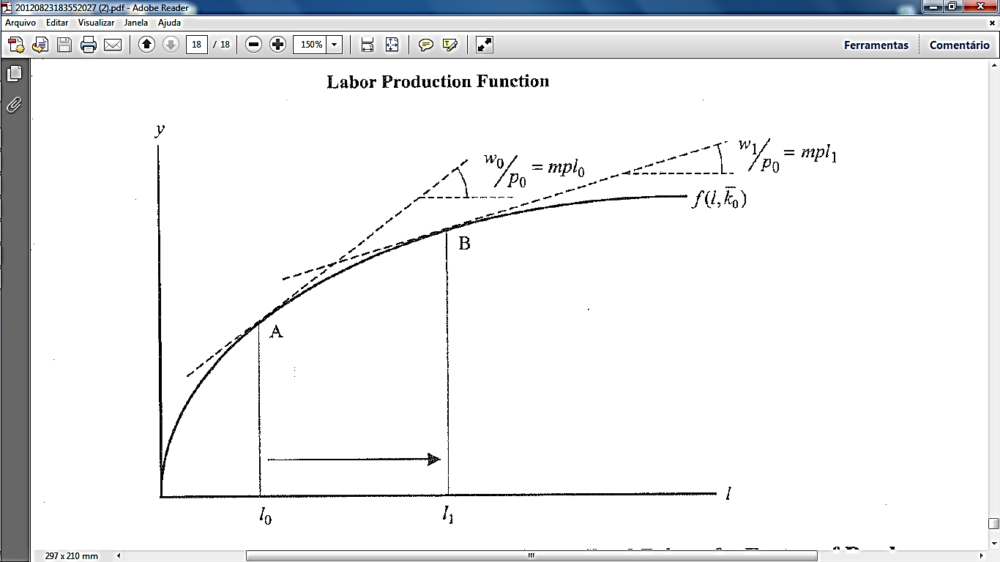 20120823183552027 (2).pdf - Adobe Reader
Arquivo Editar Visualizar Janela Ajuda
18 / 18 150% Ferramentas Comentário
Labor Production Function
y
w₀/p₀ = mpl₀
w₁/p₀ = mpl₁
f(l, k̄₀)
B
A
l
l₀ l₁
297 x 210 mm